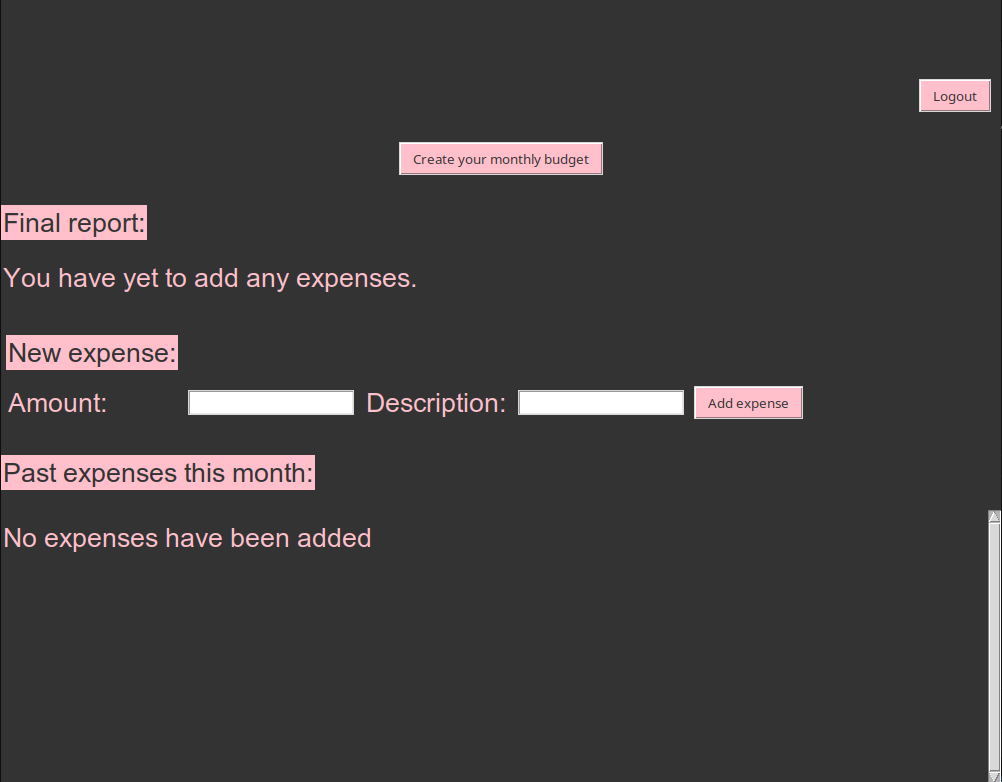 Logout
Create your monthly budget
Final report:
You have yet to add any expenses.
New expense:
Amount: Description: Add expense
Past expenses this month:
No expenses have been added